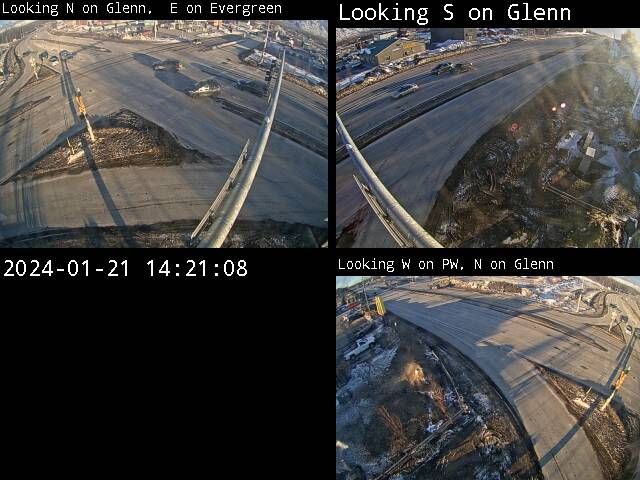 Looking N on Glenn,  E on Evergreen
Looking S on Glenn
2024-01-21 14:21:08
Looking W on PW, N on Glenn